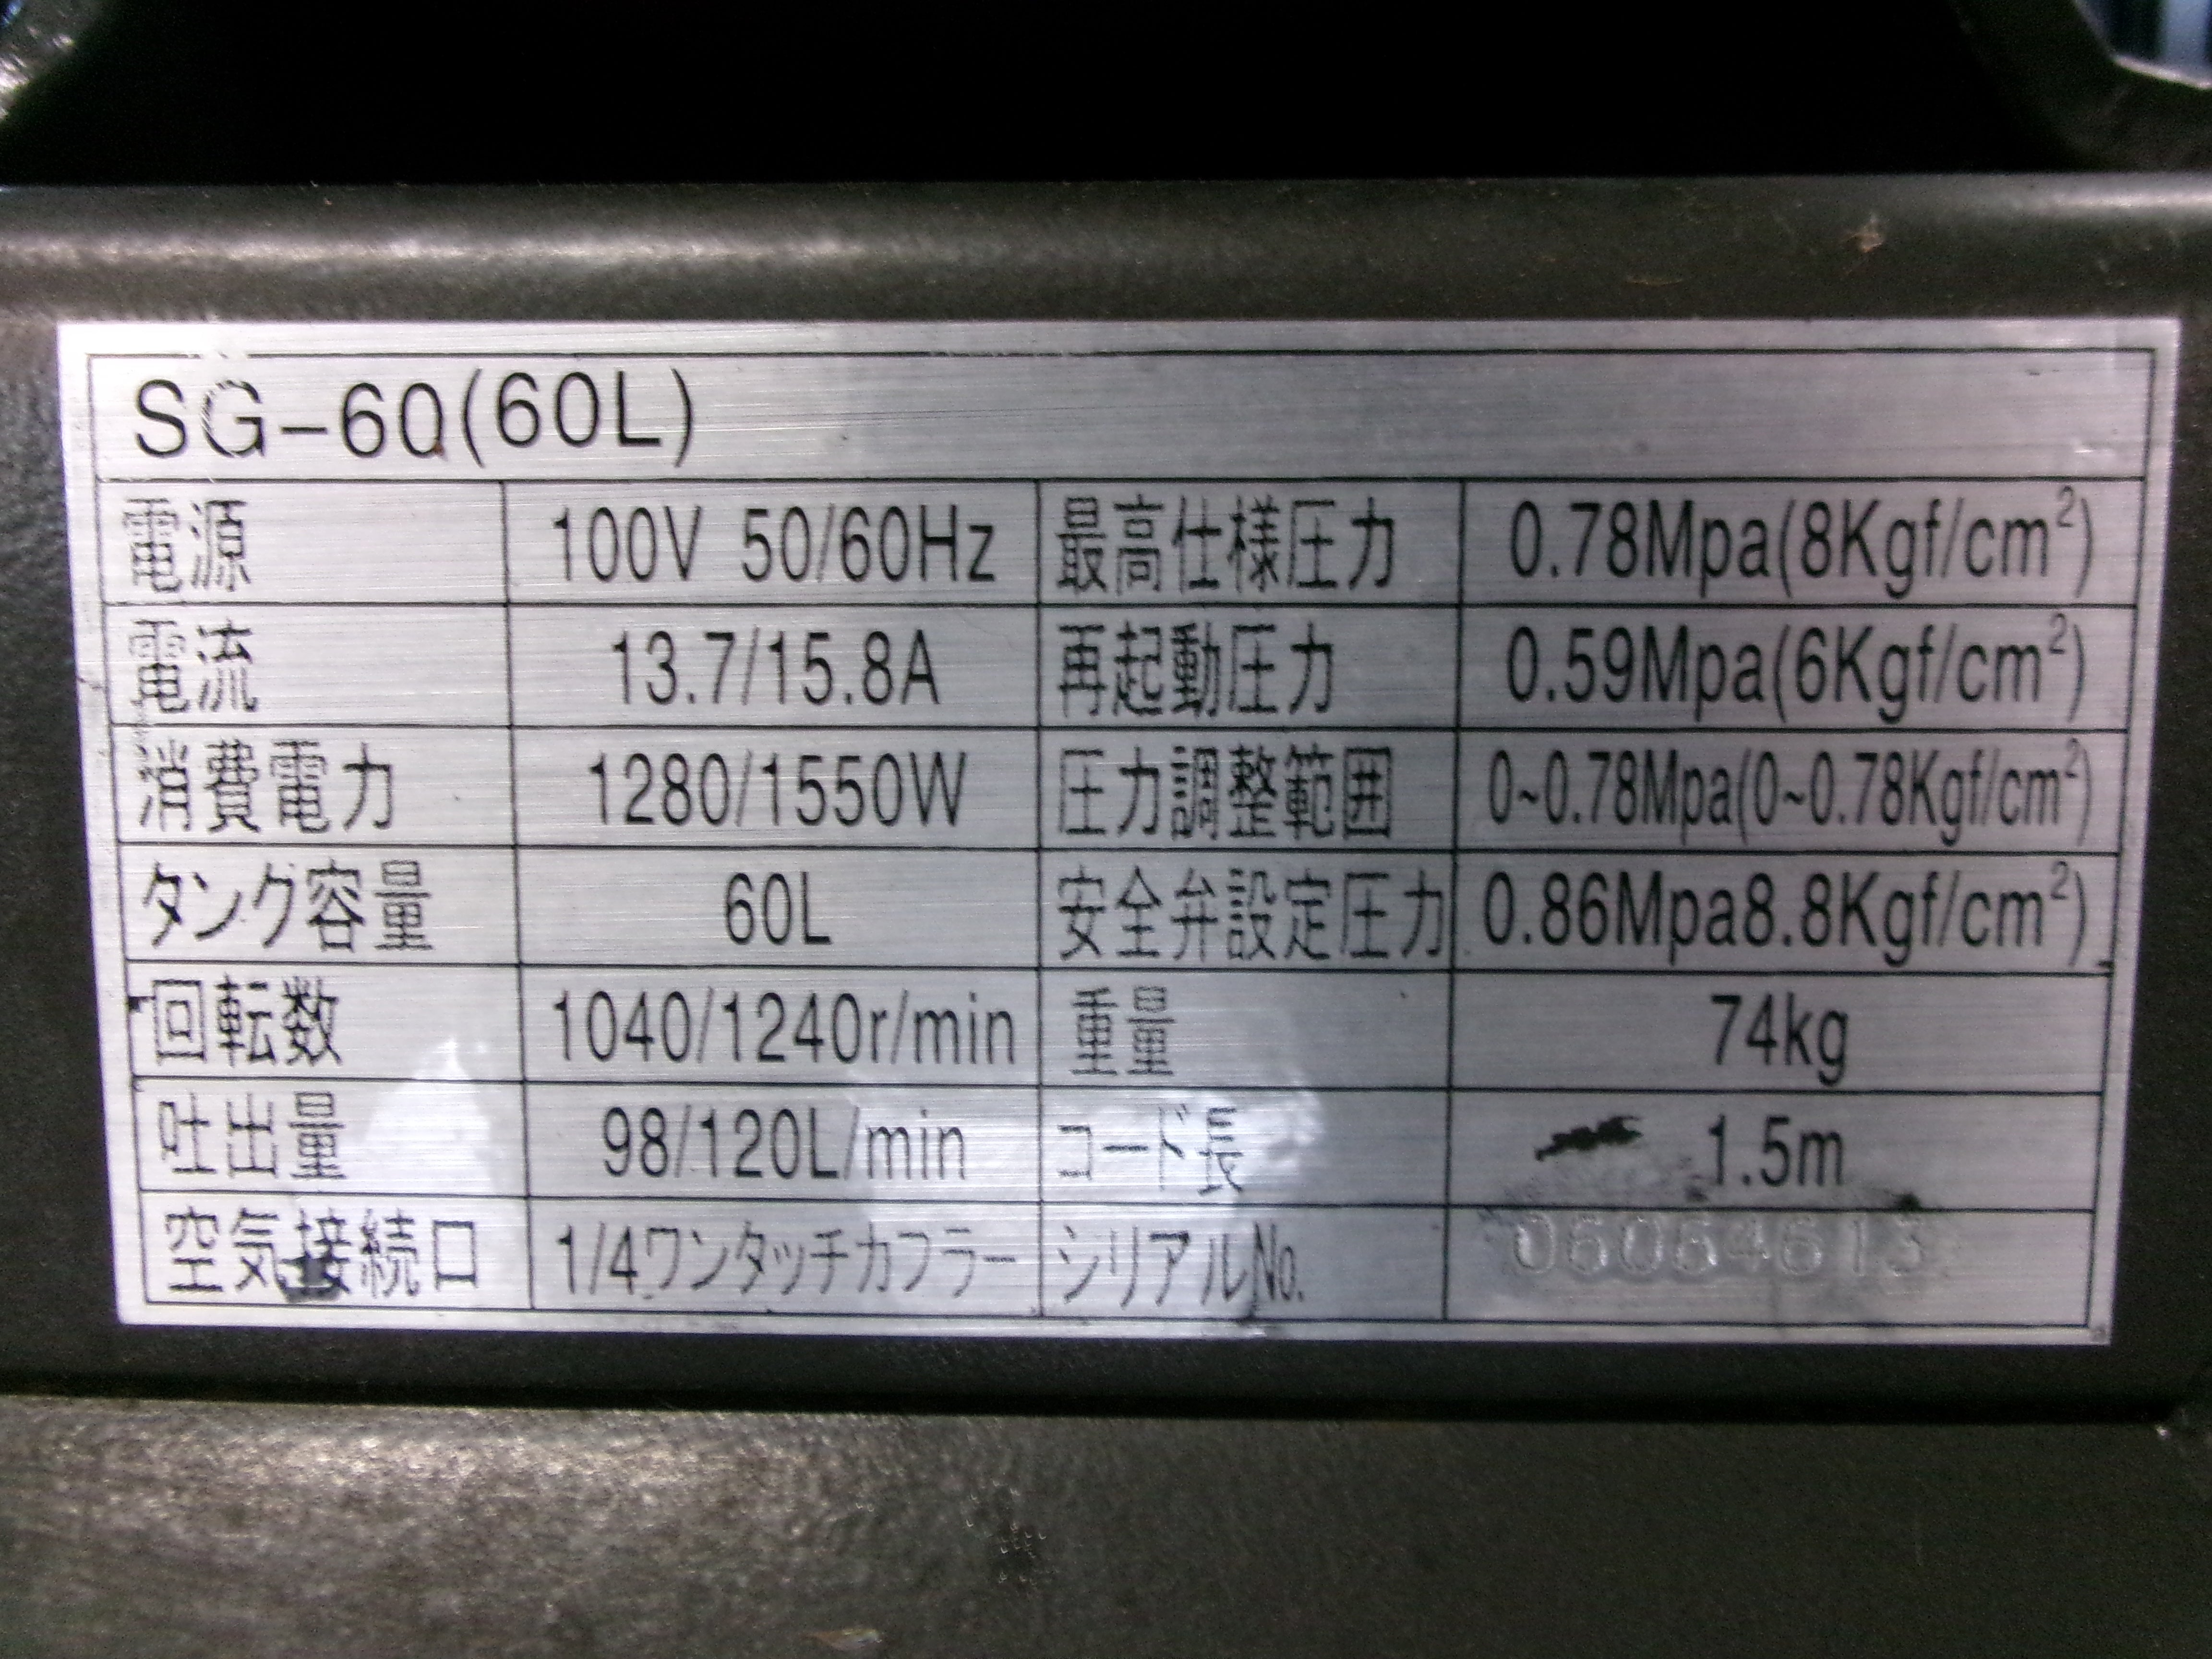 SG-60(60L)
電源 100V 50/60Hz 最高仕様圧力 0.78Mpa(8Kgf/cm²)
電流 13.7/15.8A 再起動圧力 0.59Mpa(6Kgf/cm²)
消費電力 1280/1550W 圧力調整範囲 0~0.78Mpa(0~0.78Kgf/cm²)
タンク容量 60L 安全弁設定圧力 0.86Mpa8.8Kgf/cm²)
回転数 1040/1240r/min 重量 74kg
吐出量 98/120L/min コード長 1.5m
空気接続口 1/4ワンタッチカフラー シリアルNo.